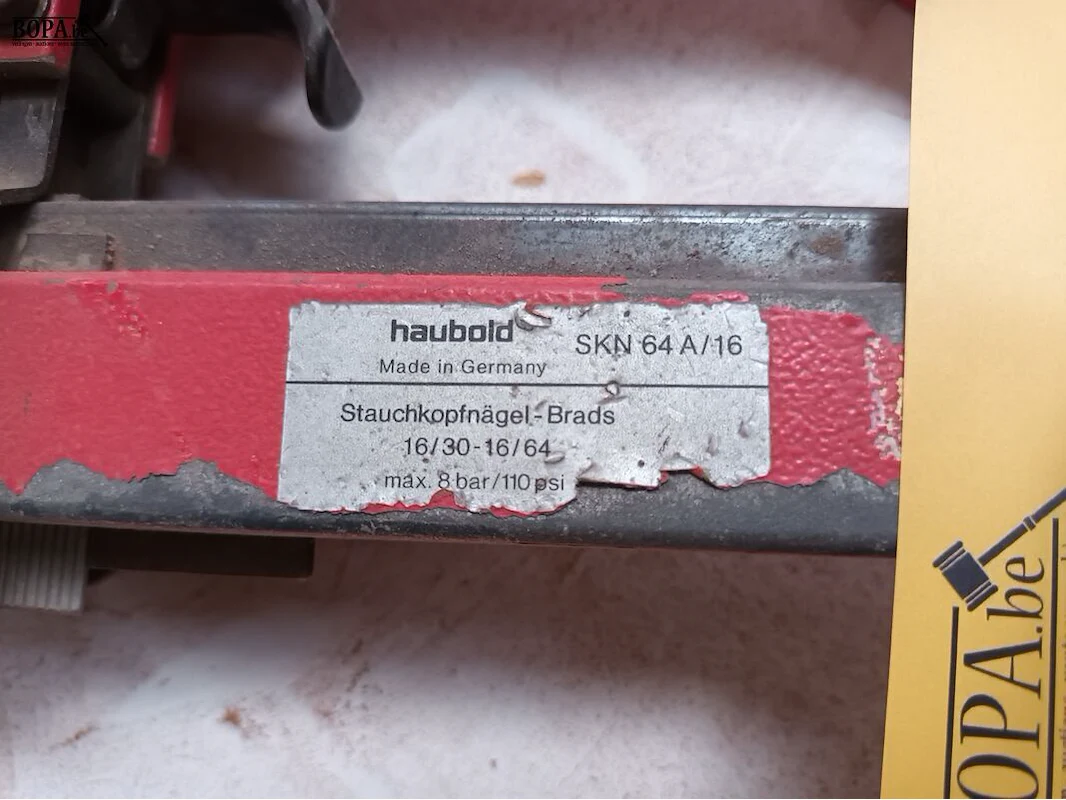 BOPA.be
haubold
SKN 64 A/16
Made in Germany
Stauchkopfnägel-Brads
16/30-16/64
max. 8 bar/110 psi
OPA.be